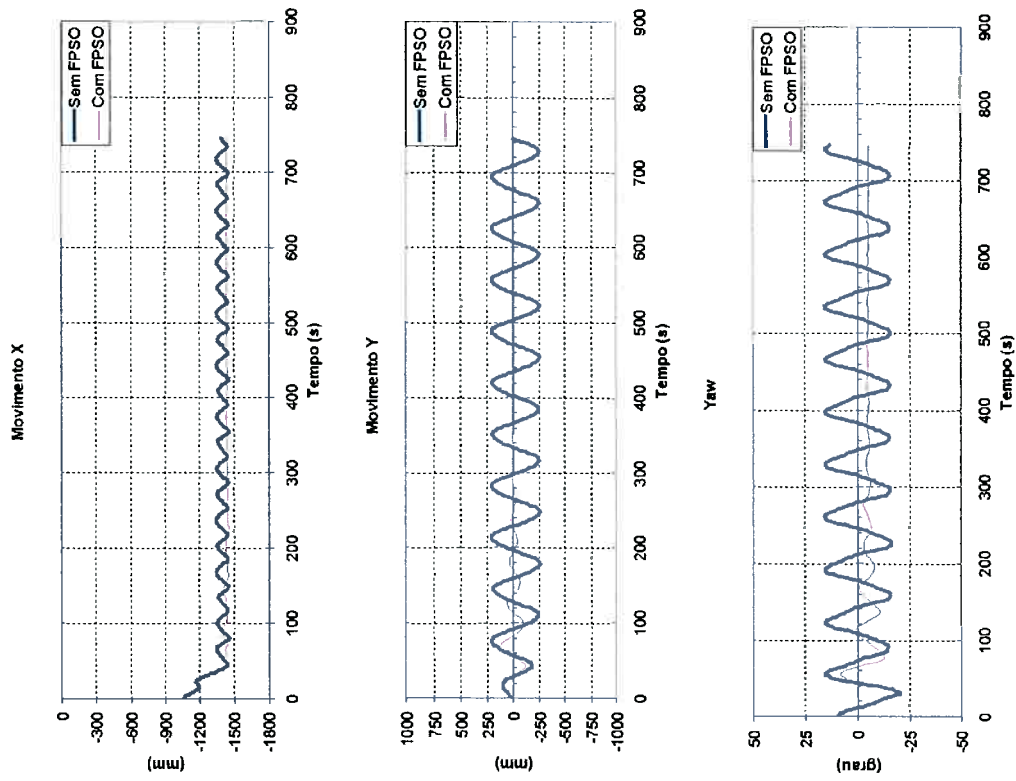 Movimento X
0
-300
-600
-900
-1200
-1500
-1800
(mm)
Sem FPSO
Com FPSO
0 100 200 300 400 500 600 700 800 900
Tempo (s)
Movimento Y
1000
750
500
250
0
-250
-500
-750
-1000
(mm)
Sem FPSO
Com FPSO
0 100 200 300 400 500 600 700 800 900
Tempo (s)
Yaw
50
25
0
-25
-50
(grau)
Sem FPSO
Com FPSO
0 100 200 300 400 500 600 700 800 900
Tempo (s)